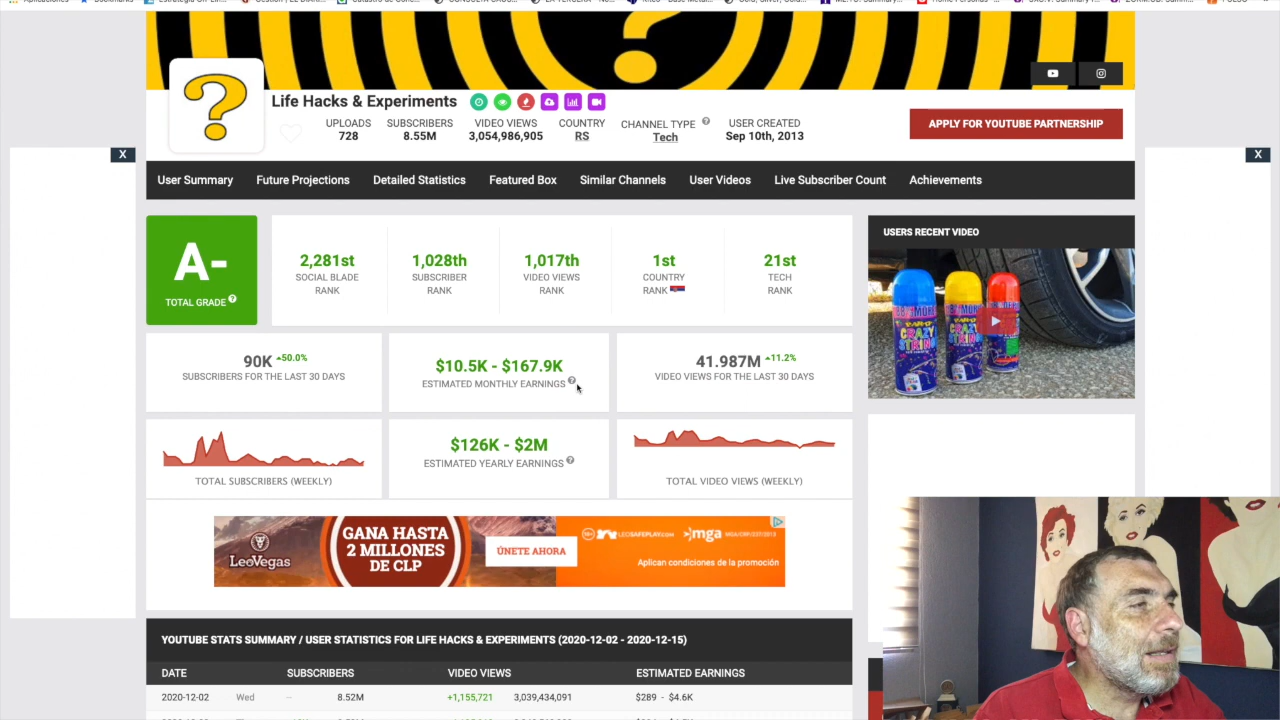 Life Hacks & Experiments
UPLOADS
728
SUBSCRIBERS
8.55M
VIDEO VIEWS
3,054,986,905
COUNTRY
RS
CHANNEL TYPE
Tech
USER CREATED
Sep 10th, 2013
APPLY FOR YOUTUBE PARTNERSHIP
X
X
User Summary Future Projections Detailed Statistics Featured Box Similar Channels User Videos Live Subscriber Count Achievements
A-
TOTAL GRADE
2,281st
SOCIAL BLADE
RANK
1,028th
SUBSCRIBER
RANK
1,017th
VIDEO VIEWS
RANK
1st
COUNTRY
RANK
21st
TECH
RANK
USERS RECENT VIDEO
CRAZY
STRING
CRAZY
STRING
90K 50.0%
SUBSCRIBERS FOR THE LAST 30 DAYS
$10.5K - $167.9K
ESTIMATED MONTHLY EARNINGS
41.987M 11.2%
VIDEO VIEWS FOR THE LAST 30 DAYS
TOTAL SUBSCRIBERS (WEEKLY)
$126K - $2M
ESTIMATED YEARLY EARNINGS
TOTAL VIDEO VIEWS (WEEKLY)
LeoVegas
GANA HASTA
2 MILLONES
DE CLP
ÚNETE AHORA
LEOSAFEPLAY.COM
mga
Aplican condiciones de la promoción
YOUTUBE STATS SUMMARY / USER STATISTICS FOR LIFE HACKS & EXPERIMENTS (2020-12-02 - 2020-12-15)
DATE SUBSCRIBERS VIDEO VIEWS ESTIMATED EARNINGS
2020-12-02 Wed -- 8.52M +1,155,721 3,039,434,091 $289 - $4.6K